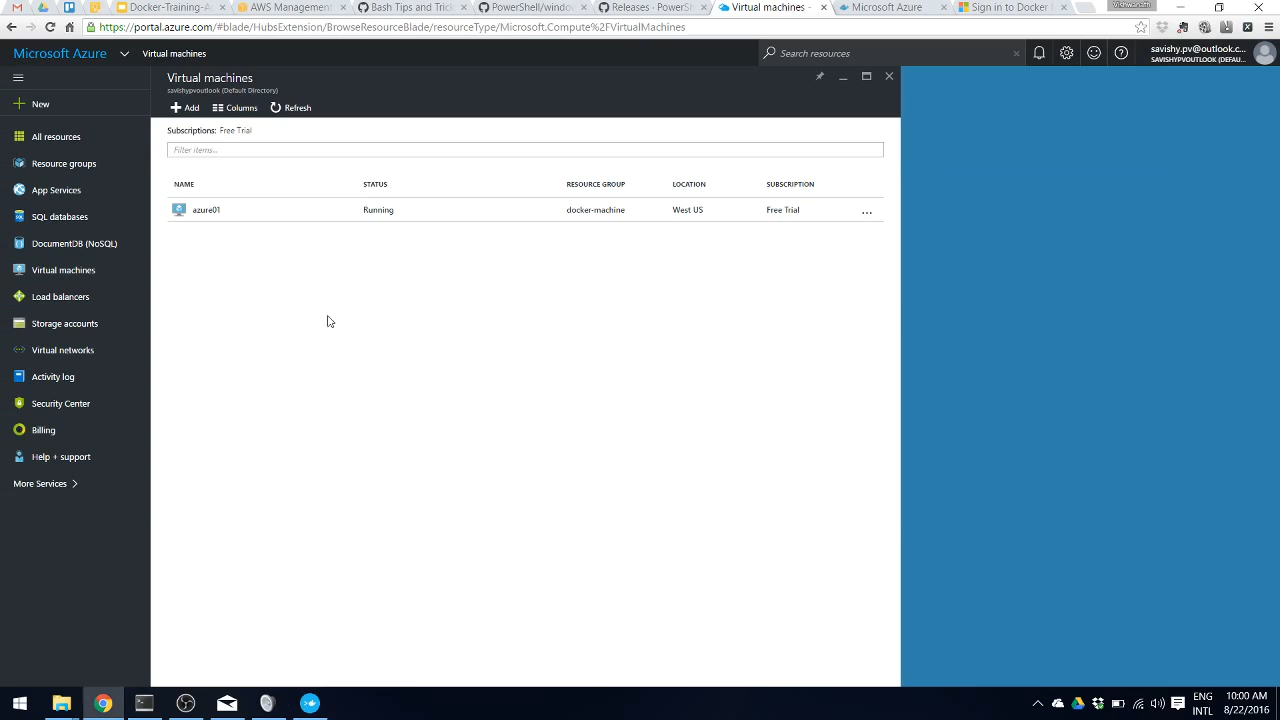 Docker-Training-A
AWS Management
Bash Tips and Trick
PowerShell/window
Releases · PowerSh
Virtual machines -
Microsoft Azure
Sign in to Docker
Vishwanath
https://portal.azure.com/#blade/HubsExtension/BrowseResourceBlade/resourceType/Microsoft.Compute%2FVirtualMachines
Microsoft Azure
Virtual machines
Search resources
savishy.pv@outlook.c...
SAVISHYPVOUTLOOK (DEFAU...
Virtual machines
savishypvoutlook (Default Directory)
Add
Columns
Refresh
Subscriptions: Free Trial
Filter items...
NAME STATUS RESOURCE GROUP LOCATION SUBSCRIPTION
azure01 Running docker-machine West US Free Trial ...
New
All resources
Resource groups
App Services
SQL databases
DocumentDB (NoSQL)
Virtual machines
Load balancers
Storage accounts
Virtual networks
Activity log
Security Center
Billing
Help + support
More Services >
ENG
INTL
10:00 AM
8/22/2016